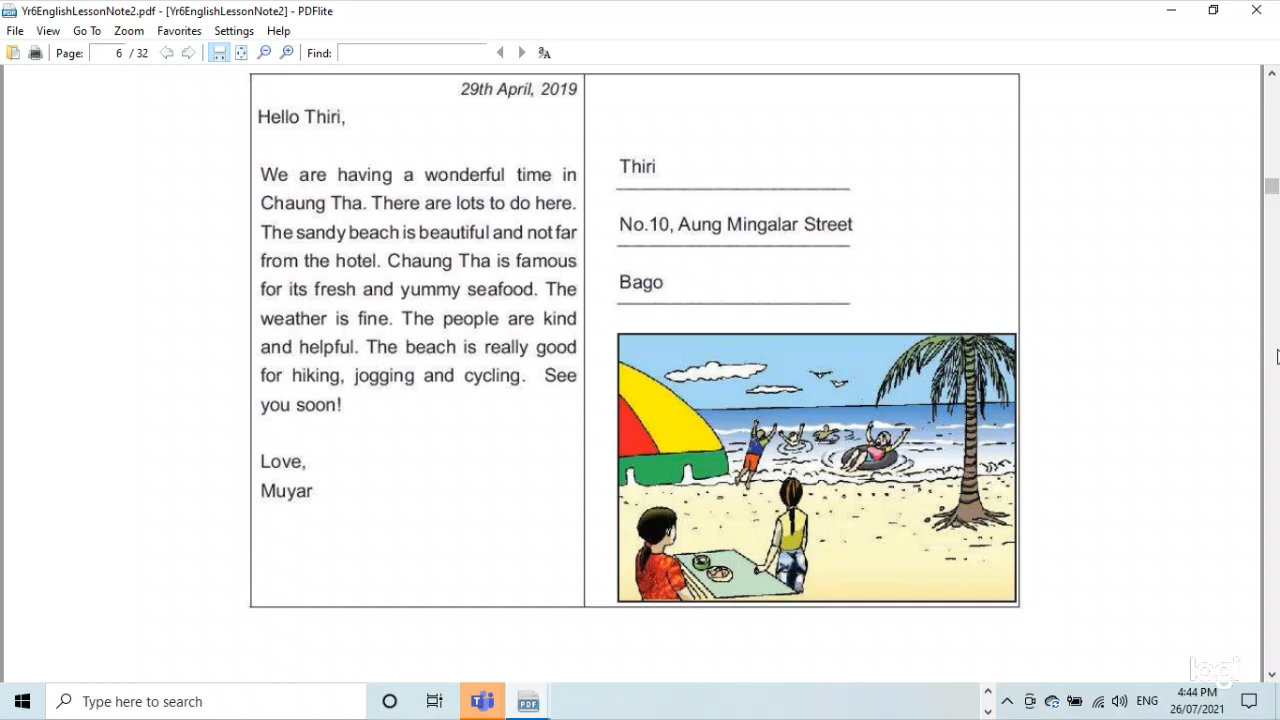 Yr6EnglishLessonNote2.pdf - [Yr6EnglishLessonNote2] - PDFlite
File View Go To Zoom Favorites Settings Help
Page: 6 / 32 Find:
29th April, 2019
Hello Thiri,
We are having a wonderful time in
Chaung Tha. There are lots to do here.
The sandy beach is beautiful and not far
from the hotel. Chaung Tha is famous
for its fresh and yummy seafood. The
weather is fine. The people are kind
and helpful. The beach is really good
for hiking, jogging and cycling. See
you soon!
Love,
Muyar
Thiri
No.10, Aung Mingalar Street
Bago
logi
Type here to search
ENG
4:44 PM
26/07/2021